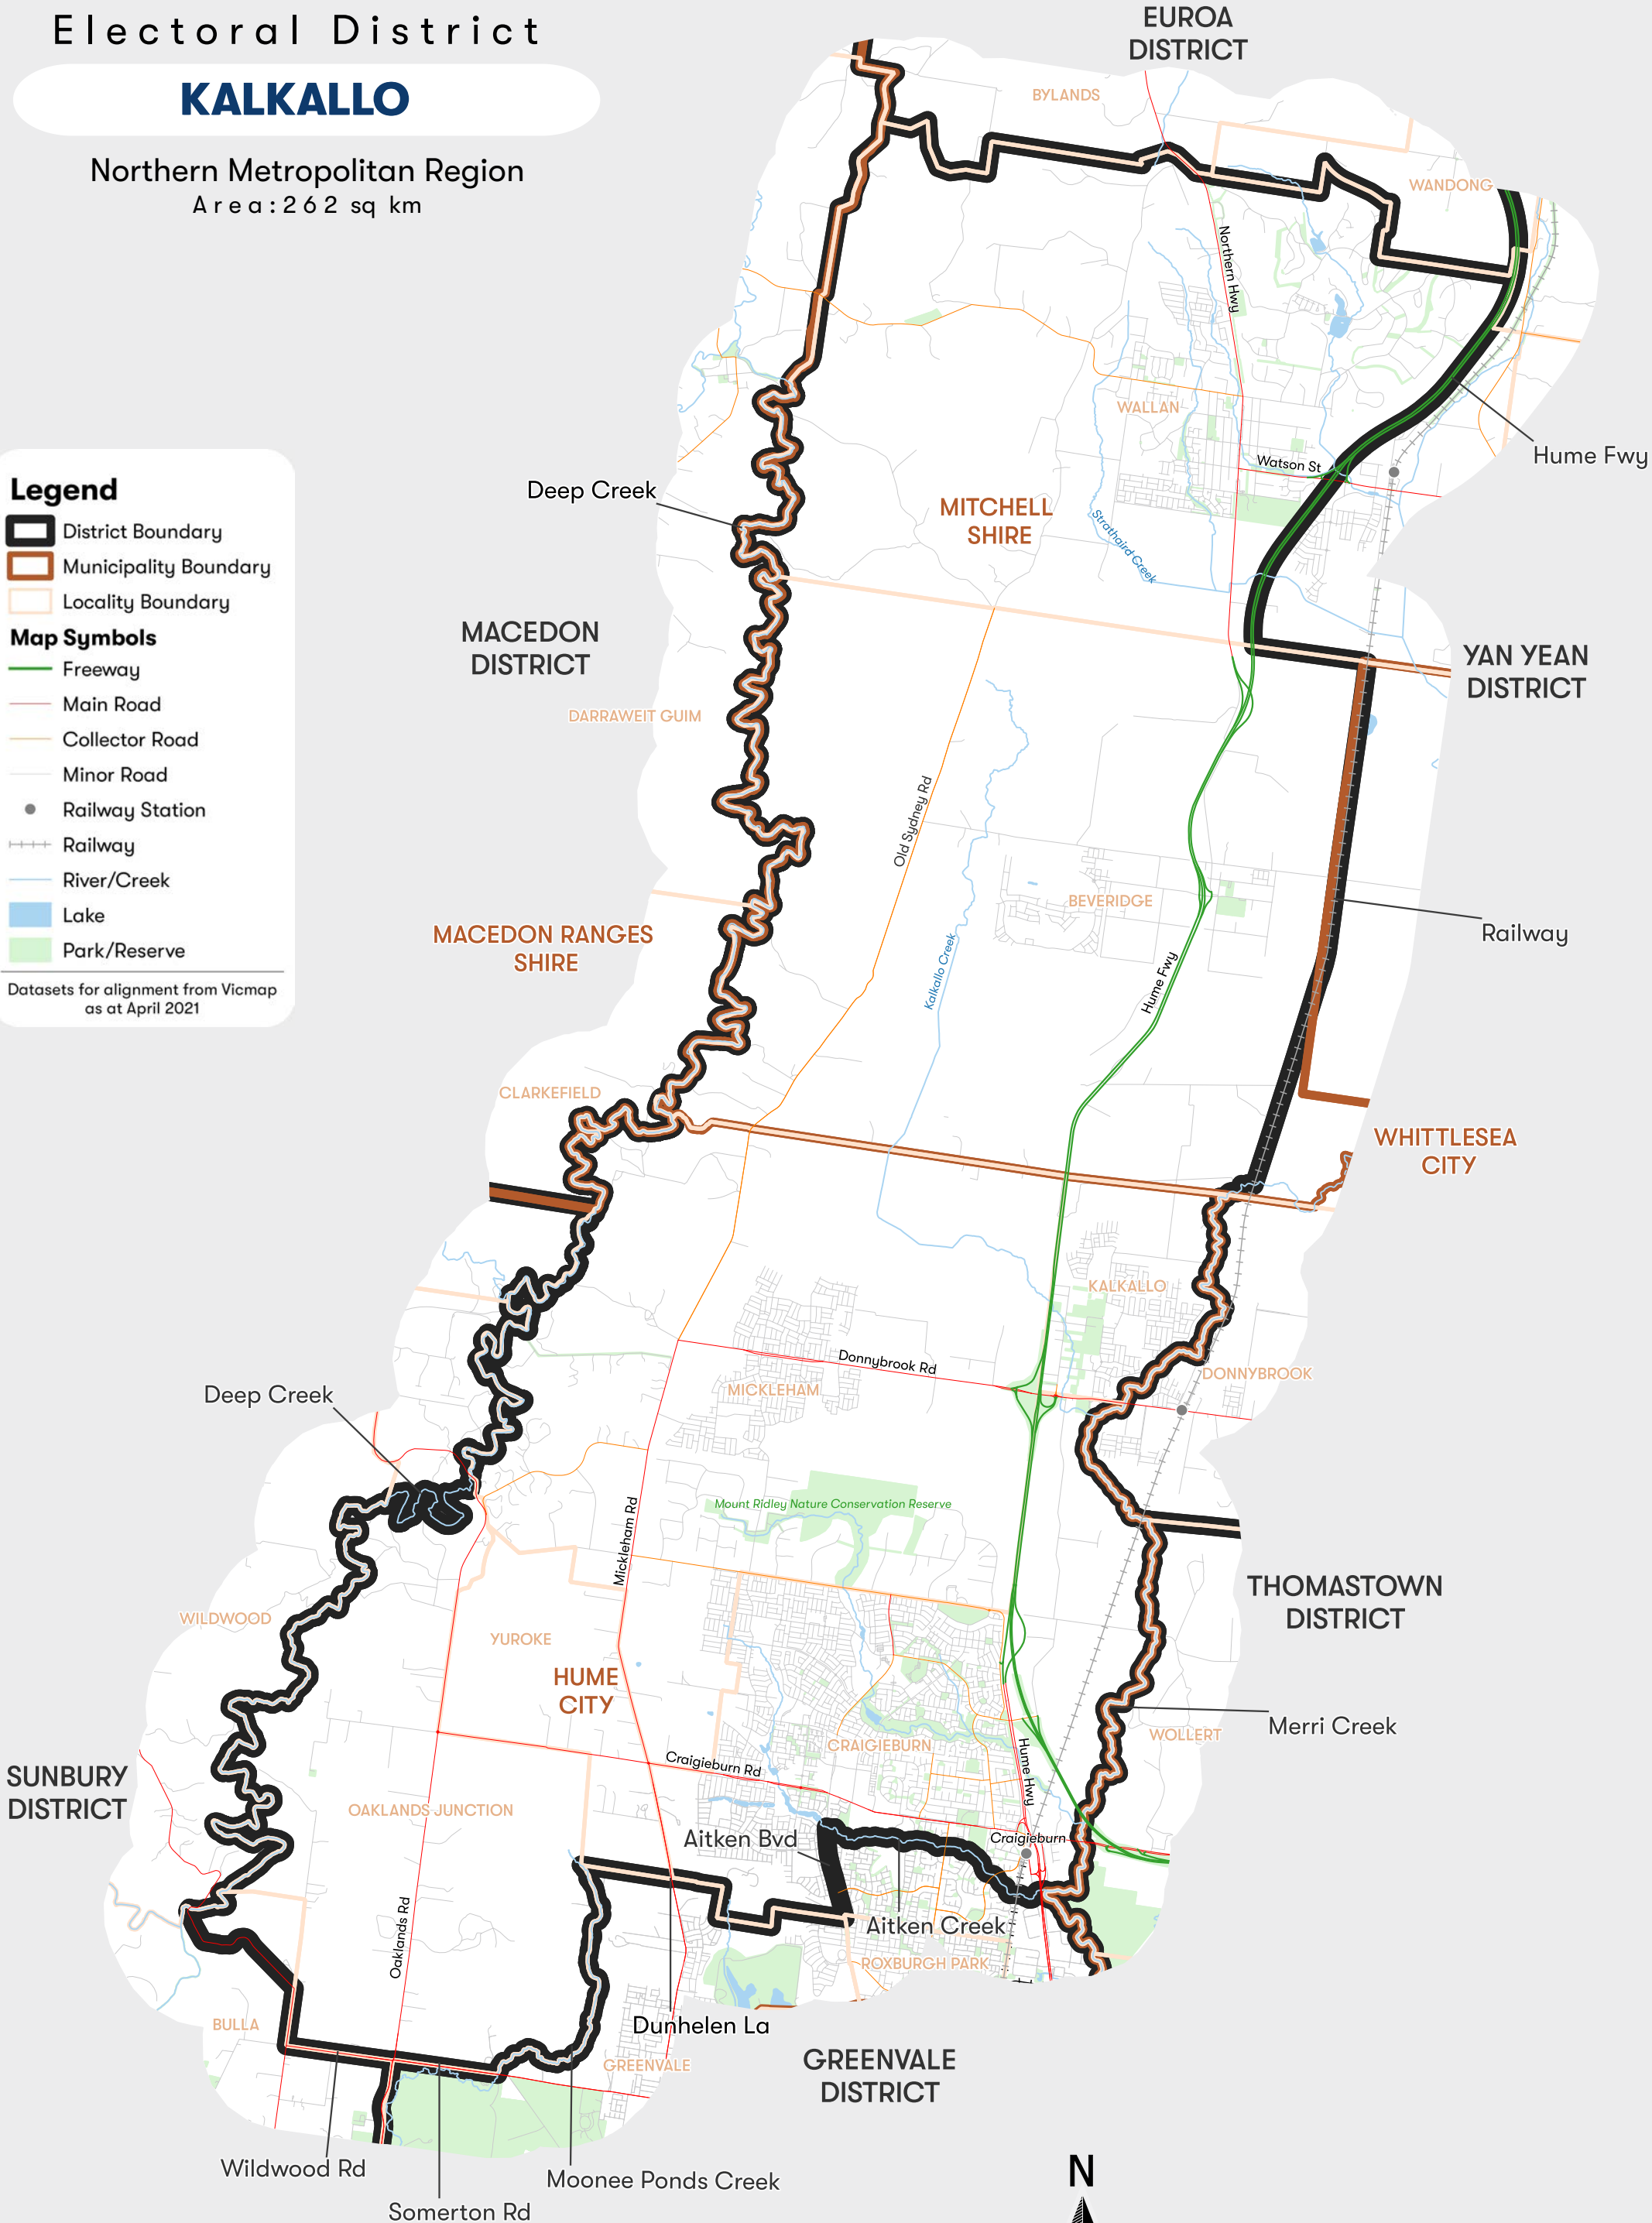 Electoral District
KALKALLO
Northern Metropolitan Region
Area:262 sq km
EUROA
DISTRICT
BYLANDS
WANDONG
Northern Hwy
WALLAN
Watson St
Hume Fwy
Deep Creek
MITCHELL
SHIRE
Strathaird Creek
Legend
District Boundary
Municipality Boundary
Locality Boundary
Map Symbols
Freeway
Main Road
Collector Road
Minor Road
Railway Station
Railway
River/Creek
Lake
Park/Reserve
Datasets for alignment from Vicmap
as at April 2021
MACEDON
DISTRICT
YAN YEAN
DISTRICT
DARRAWEIT GUIM
Old Sydney Rd
BEVERIDGE
Railway
MACEDON RANGES
SHIRE
Kalkallo Creek
Hume Fwy
CLARKEFIELD
WHITTLESEA
CITY
KALKALLO
Donnybrook Rd
DONNYBROOK
MICKLEHAM
Deep Creek
Mount Ridley Nature Conservation Reserve
Mickleham Rd
THOMASTOWN
DISTRICT
WILDWOOD
YUROKE
HUME
CITY
Merri Creek
WOLLERT
CRAIGIEBURN
Hume Hwy
Craigieburn Rd
SUNBURY
DISTRICT
OAKLANDS JUNCTION
Aitken Bvd
Craigieburn
Aitken Creek
Oaklands Rd
ROXBURGH PARK
BULLA
Dunhelen La
GREENVALE
GREENVALE
DISTRICT
Wildwood Rd
Moonee Ponds Creek
Somerton Rd
N